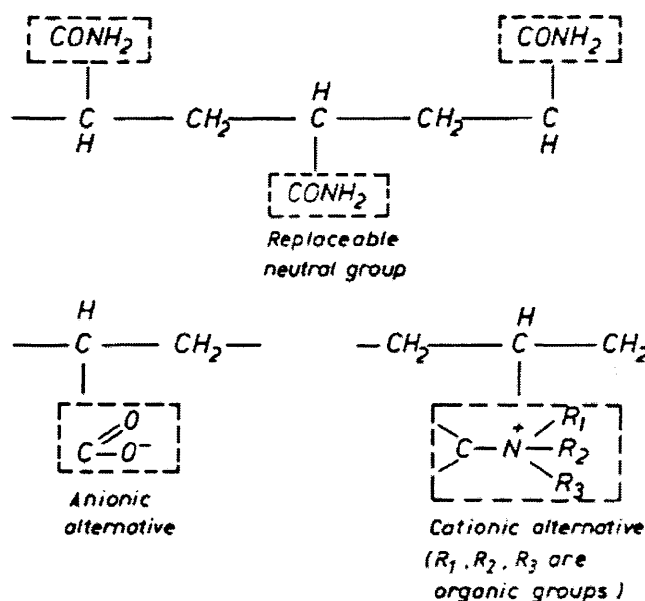 CONH₂ CONH₂
H
C CH₂ C CH₂ C
H H
CONH₂
Replaceable
neutral group
H H
C CH₂ CH₂ C CH₂
O + R₁
C O⁻ C N R₂
R₃
Anionic
alternative
Cationic alternative
(R₁, R₂, R₃ are
organic groups)